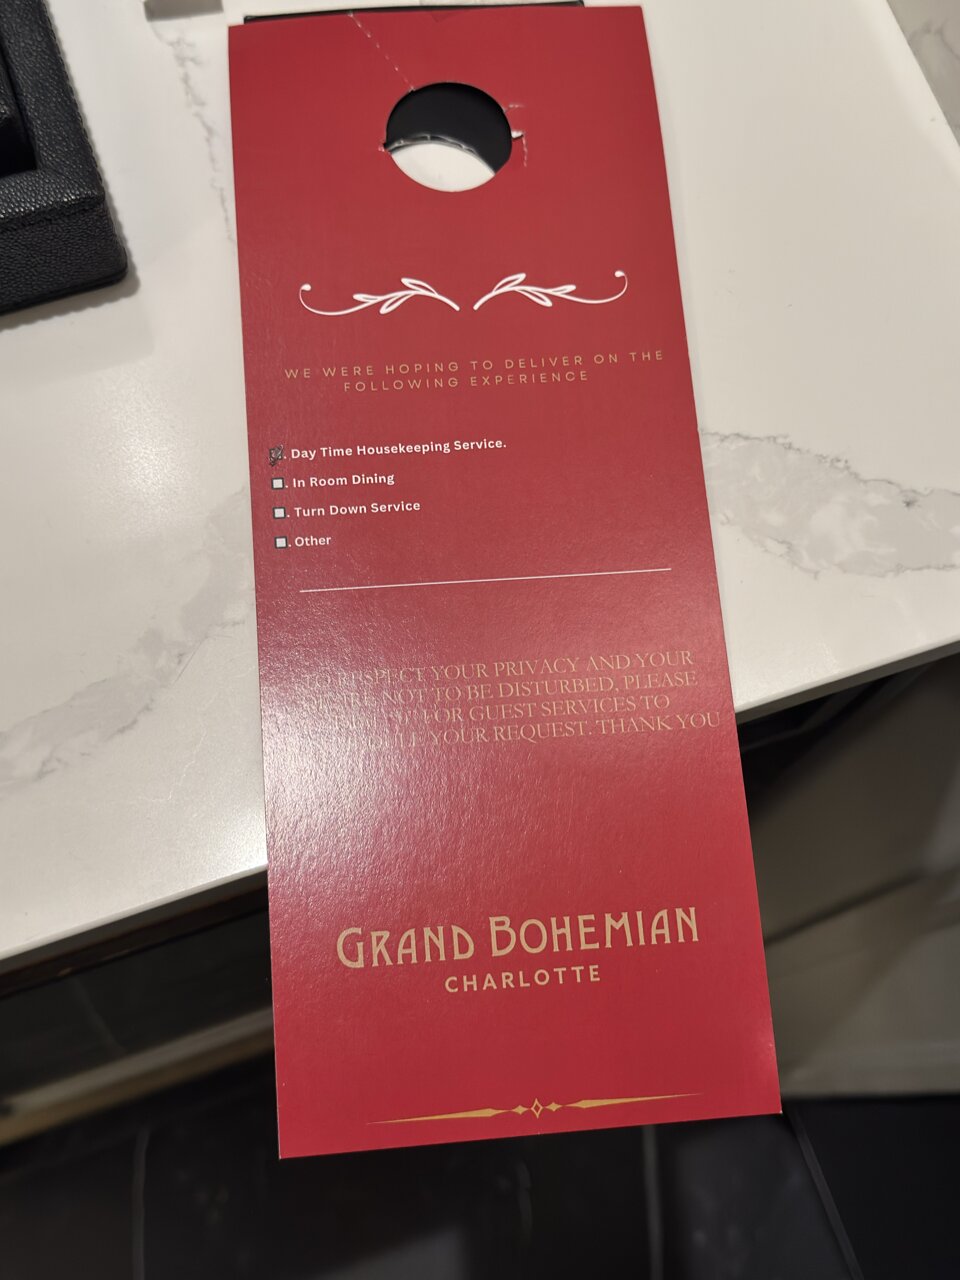 WE WERE HOPING TO DELIVER ON THE
FOLLOWING EXPERIENCE
. Day Time Housekeeping Service.
. In Room Dining
. Turn Down Service
. Other
RESPECT YOUR PRIVACY AND YOUR
NOT TO BE DISTURBED, PLEASE
FOR GUEST SERVICES TO
YOUR REQUEST. THANK YOU
GRAND BOHEMIAN
CHARLOTTE